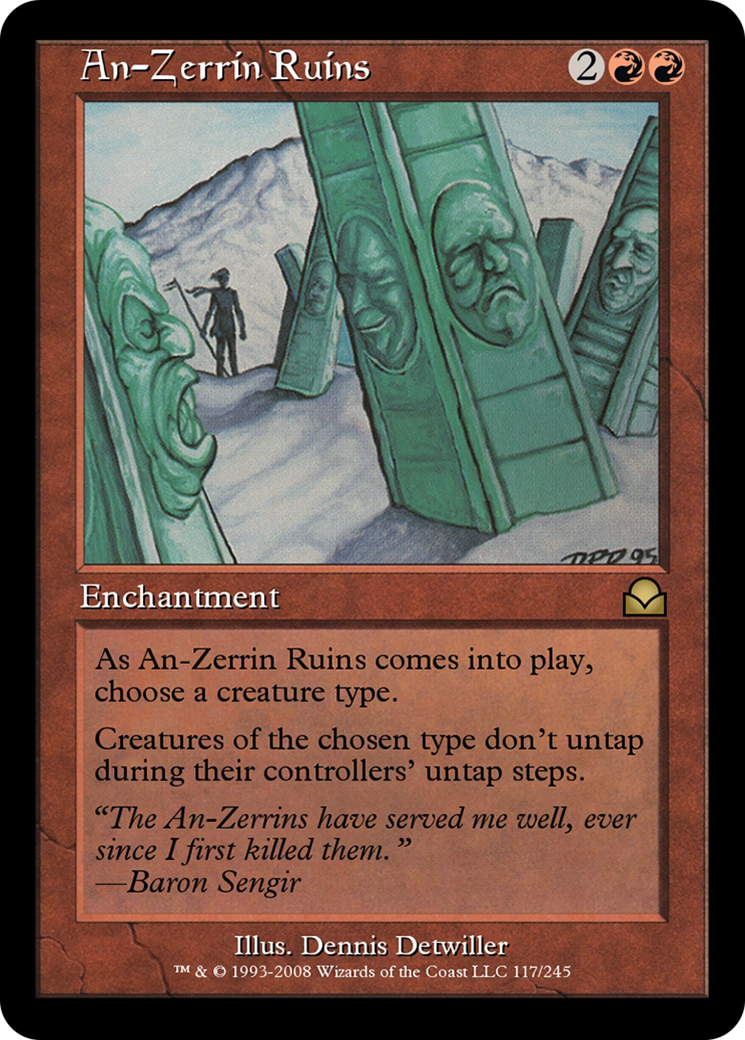 An-Zerrin Ruins 2
DPD 95
Enchantment
As An-Zerrin Ruins comes into play,
choose a creature type.
Creatures of the chosen type don't untap
during their controllers' untap steps.
“The An-Zerrins have served me well, ever
since I first killed them.”
—Baron Sengir
Illus. Dennis Detwiller
™ & © 1993-2008 Wizards of the Coast LLC 117/245